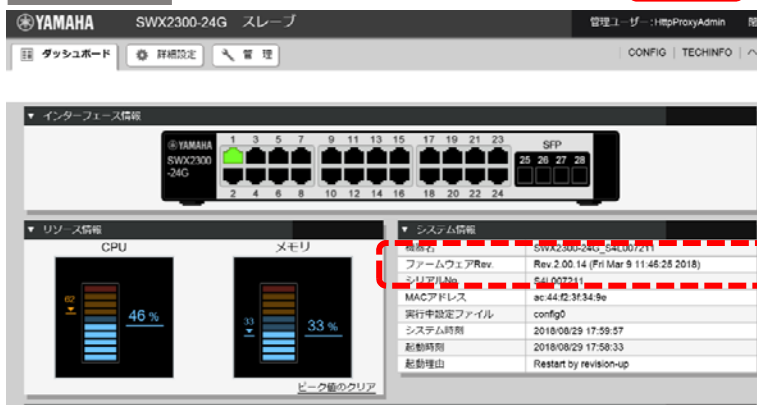 YAMAHA SWX2300-24G スレーブ 管理ユーザー:HttpProxyAdmin
ダッシュボード 詳細設定 管 理 CONFIG | TECHINFO |
▼ インターフェース情報
YAMAHA
SWX2300
-24G
1 3 5 7 9 11 13 15 17 19 21 23 SFP
25 26 27 28
2 4 6 8 10 12 14 16 18 20 22 24
▼ リソース情報
CPU メモリ
62
46 %
33
33 %
ピーク値のクリア
▼ システム情報
機器名 SWX2300-24G_S4L007211
ファームウェアRev. Rev.2.00.14 (Fri Mar 9 11:46:25 2018)
シリアルNo. S4L007211
MACアドレス ac:44:f2:3f:34:9e
実行中設定ファイル config0
システム時刻 2018/08/29 17:59:57
起動時刻 2018/08/29 17:58:33
起動理由 Restart by revision-up